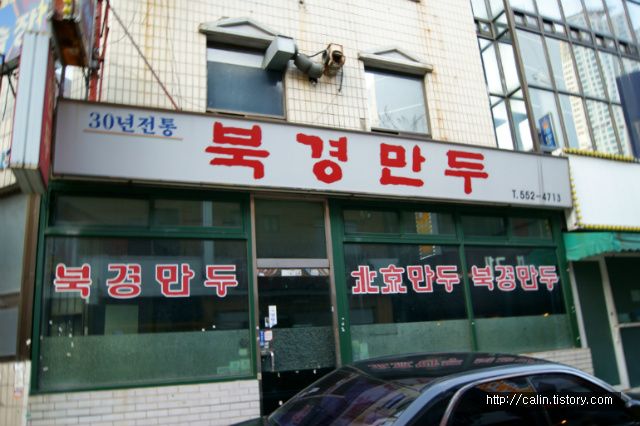 30년전통
북경만두
T. 552-4713
북경만두
北京만두
북경만두
http://calin.tistory.com